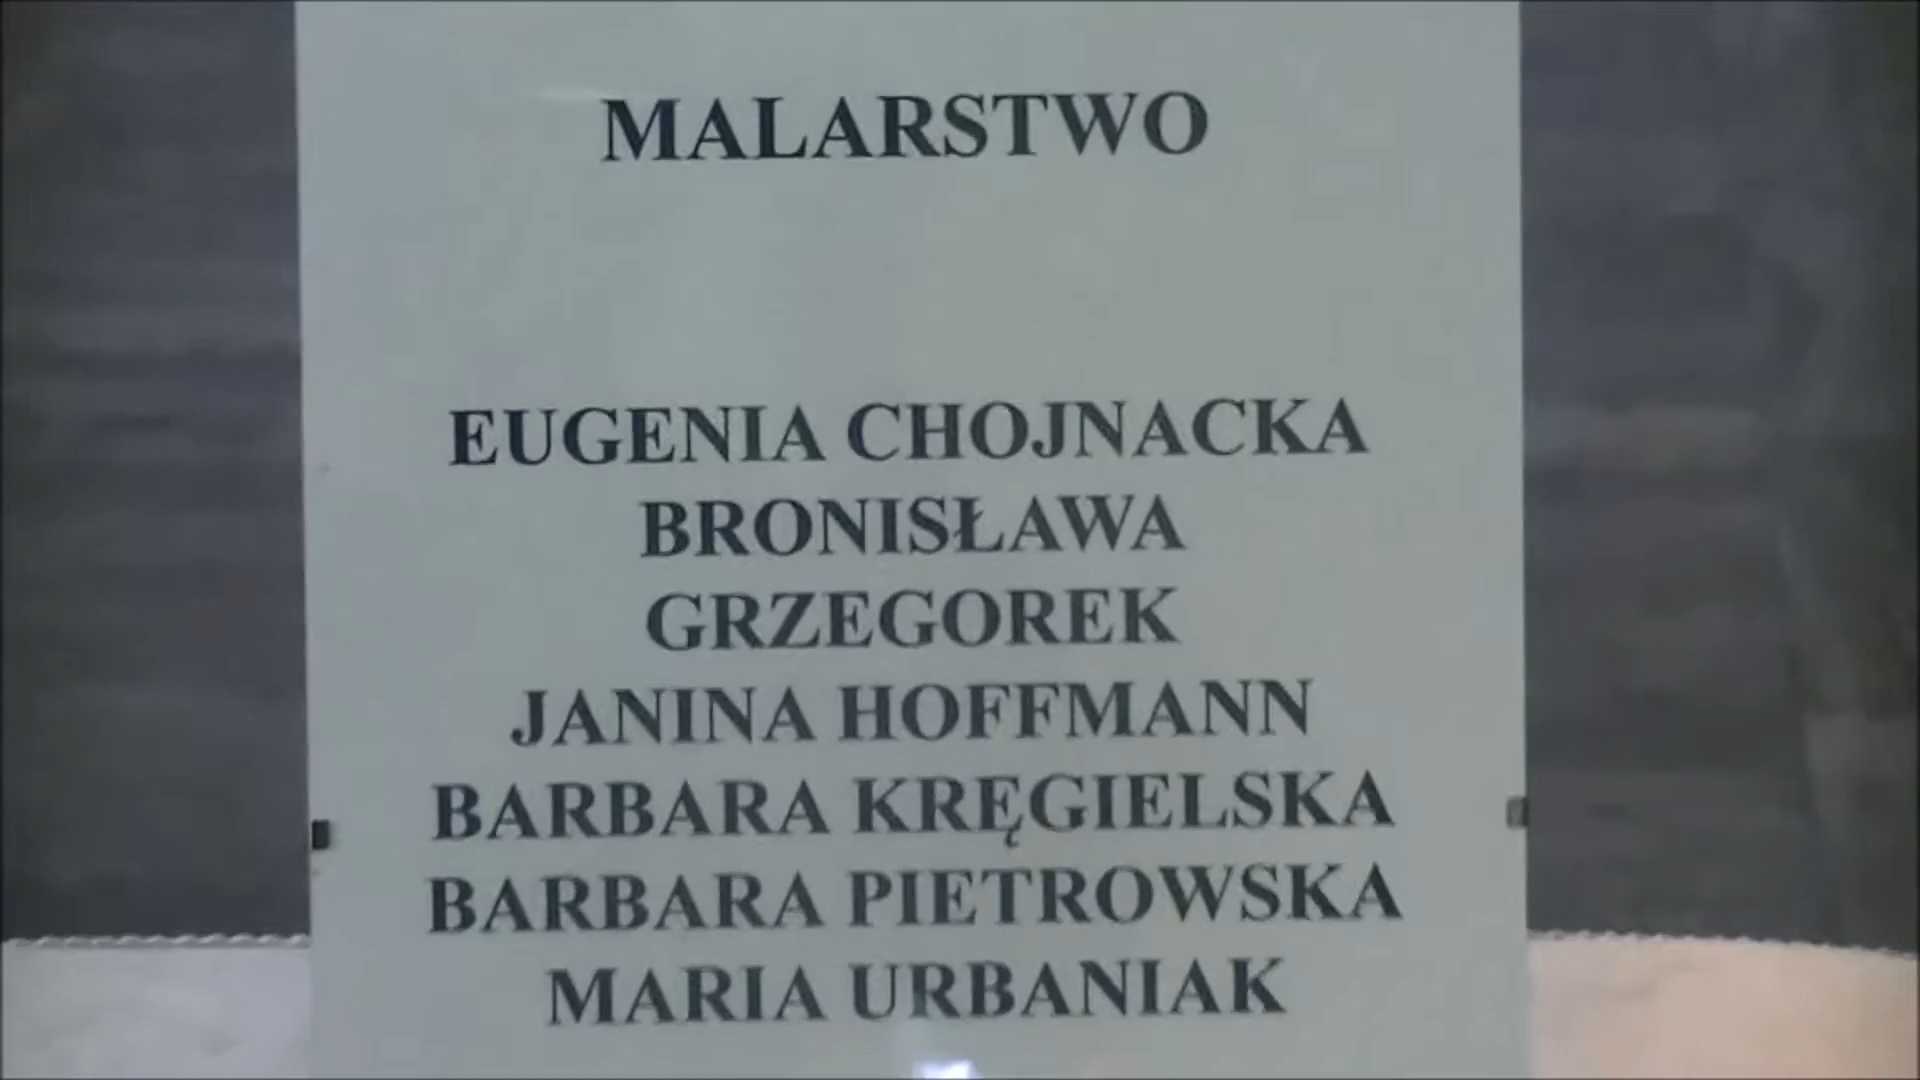 MALARSTWO
EUGENIA CHOJNACKA
BRONISŁAWA
GRZEGOREK
JANINA HOFFMANN
BARBARA KRĘGIELSKA
BARBARA PIETROWSKA
MARIA URBANIAK